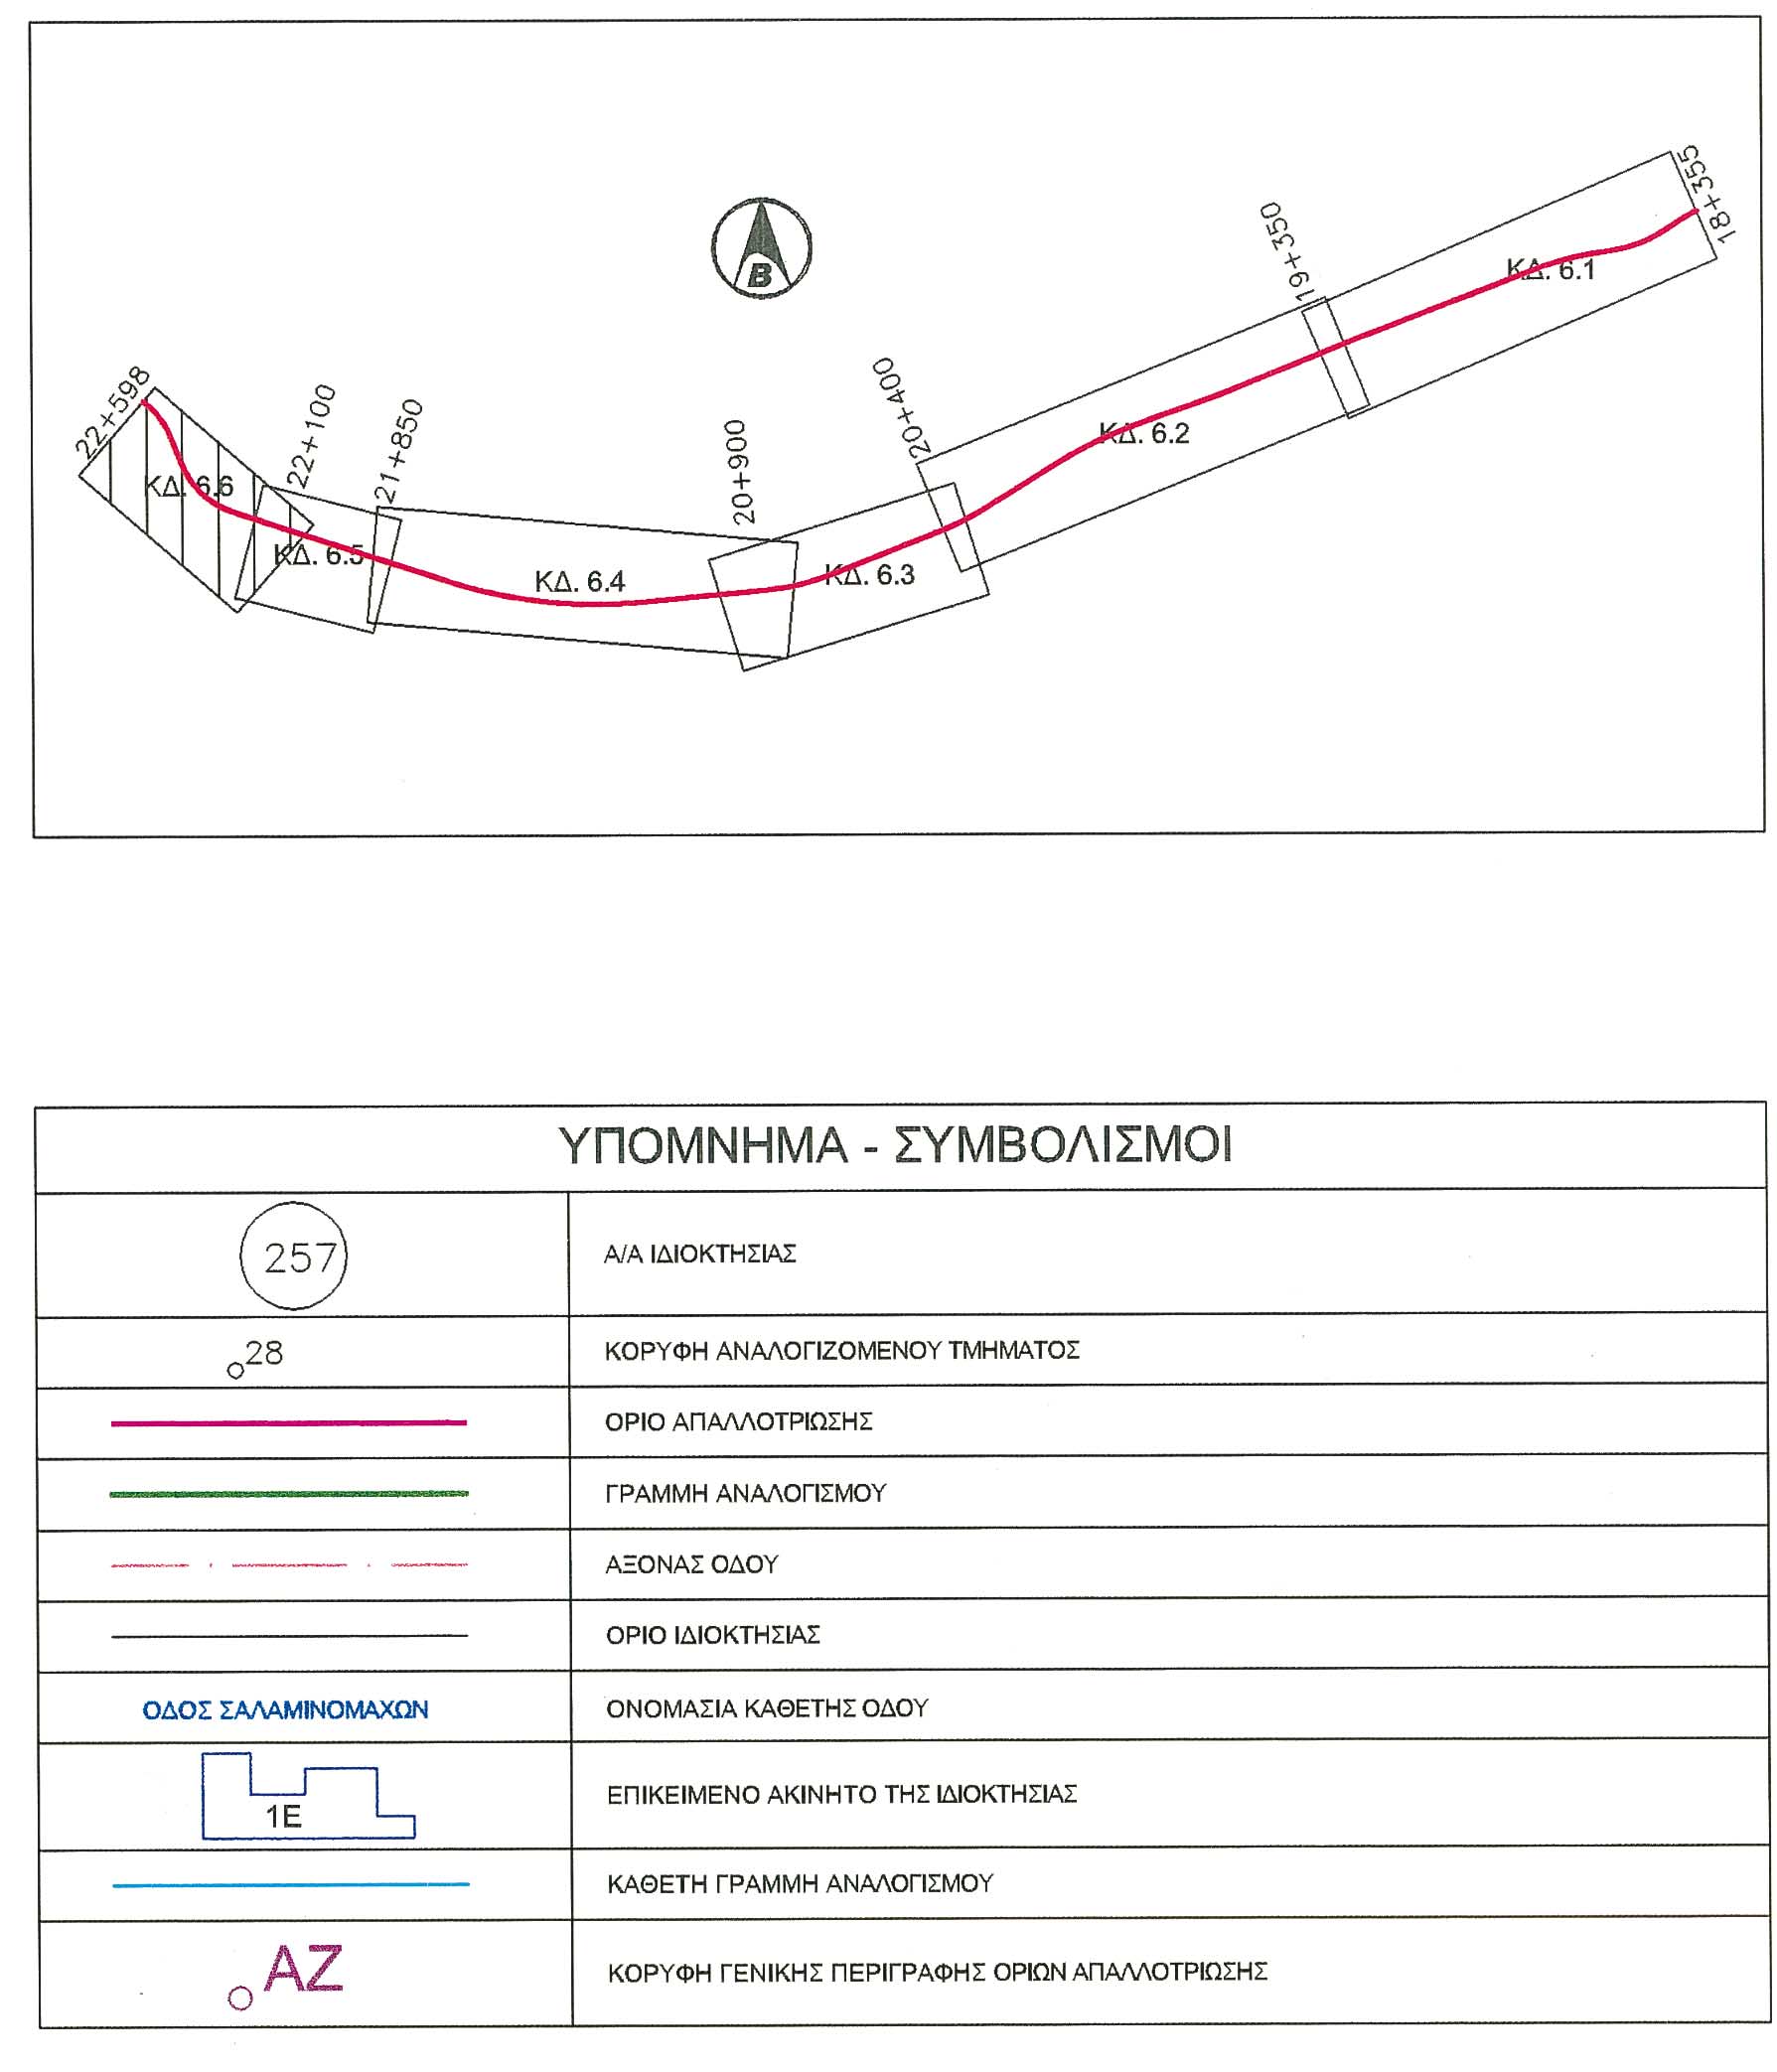 18+355
ΚΔ. 6.1
19+350
Β
ΚΔ. 6.2
20+400
22+598
22+100
21+850
20+900
ΚΔ. 6.6
ΚΔ. 6.5
ΚΔ. 6.4
ΚΔ. 6.3
ΥΠΟΜΝΗΜΑ - ΣΥΜΒΟΛΙΣΜΟΙ
257 Α/Α ΙΔΙΟΚΤΗΣΙΑΣ
28 ΚΟΡΥΦΗ ΑΝΑΛΟΓΙΖΟΜΕΝΟΥ ΤΜΗΜΑΤΟΣ
ΟΡΙΟ ΑΠΑΛΛΟΤΡΙΩΣΗΣ
ΓΡΑΜΜΗ ΑΝΑΛΟΓΙΣΜΟΥ
ΑΞΟΝΑΣ ΟΔΟΥ
ΟΡΙΟ ΙΔΙΟΚΤΗΣΙΑΣ
ΟΔΟΣ ΣΑΛΑΜΙΝΟΜΑΧΩΝ ΟΝΟΜΑΣΙΑ ΚΑΘΕΤΗΣ ΟΔΟΥ
1Ε ΕΠΙΚΕΙΜΕΝΟ ΑΚΙΝΗΤΟ ΤΗΣ ΙΔΙΟΚΤΗΣΙΑΣ
ΚΑΘΕΤΗ ΓΡΑΜΜΗ ΑΝΑΛΟΓΙΣΜΟΥ
ΑΖ ΚΟΡΥΦΗ ΓΕΝΙΚΗΣ ΠΕΡΙΓΡΑΦΗΣ ΟΡΙΩΝ ΑΠΑΛΛΟΤΡΙΩΣΗΣ